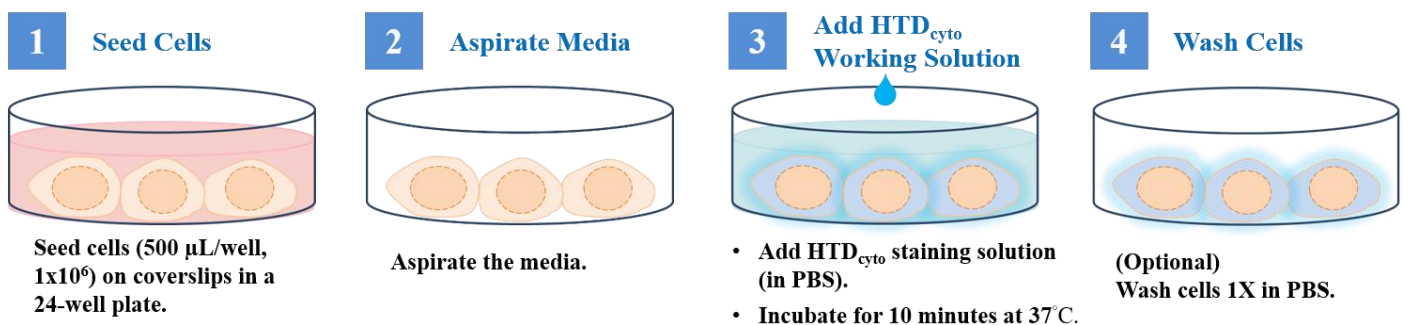 1 Seed Cells
Seed cells (500 μL/well,
1x10⁶) on coverslips in a
24-well plate.
2 Aspirate Media
Aspirate the media.
3 Add HTDcyto
Working Solution
• Add HTDcyto staining solution
(in PBS).
• Incubate for 10 minutes at 37°C.
4 Wash Cells
(Optional)
Wash cells 1X in PBS.